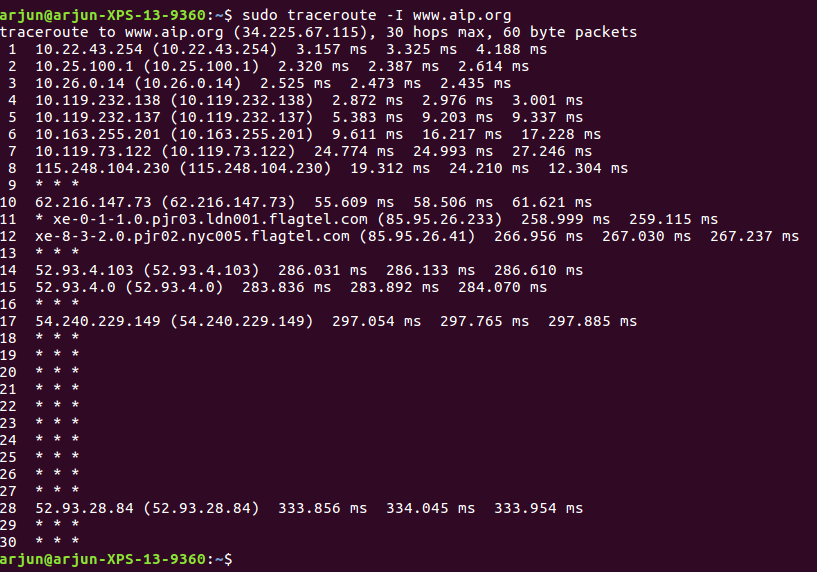 arjun@arjun-XPS-13-9360:~$ sudo traceroute -I www.aip.org
traceroute to www.aip.org (34.225.67.115), 30 hops max, 60 byte packets
 1  10.22.43.254 (10.22.43.254)  3.157 ms  3.325 ms  4.188 ms
 2  10.25.100.1 (10.25.100.1)  2.320 ms  2.387 ms  2.614 ms
 3  10.26.0.14 (10.26.0.14)  2.525 ms  2.473 ms  2.435 ms
 4  10.119.232.138 (10.119.232.138)  2.872 ms  2.976 ms  3.001 ms
 5  10.119.232.137 (10.119.232.137)  5.383 ms  9.203 ms  9.337 ms
 6  10.163.255.201 (10.163.255.201)  9.611 ms  16.217 ms  17.228 ms
 7  10.119.73.122 (10.119.73.122)  24.774 ms  24.993 ms  27.246 ms
 8  115.248.104.230 (115.248.104.230)  19.312 ms  24.210 ms  12.304 ms
 9  * * *
10  62.216.147.73 (62.216.147.73)  55.609 ms  58.506 ms  61.621 ms
11  * xe-0-1-1.0.pjr03.ldn001.flagtel.com (85.95.26.233)  258.999 ms  259.115 ms
12  xe-8-3-2.0.pjr02.nyc005.flagtel.com (85.95.26.41)  266.956 ms  267.030 ms  267.237 ms
13  * * *
14  52.93.4.103 (52.93.4.103)  286.031 ms  286.133 ms  286.610 ms
15  52.93.4.0 (52.93.4.0)  283.836 ms  283.892 ms  284.070 ms
16  * * *
17  54.240.229.149 (54.240.229.149)  297.054 ms  297.765 ms  297.885 ms
18  * * *
19  * * *
20  * * *
21  * * *
22  * * *
23  * * *
24  * * *
25  * * *
26  * * *
27  * * *
28  52.93.28.84 (52.93.28.84)  333.856 ms  334.045 ms  333.954 ms
29  * * *
30  * * *
arjun@arjun-XPS-13-9360:~$